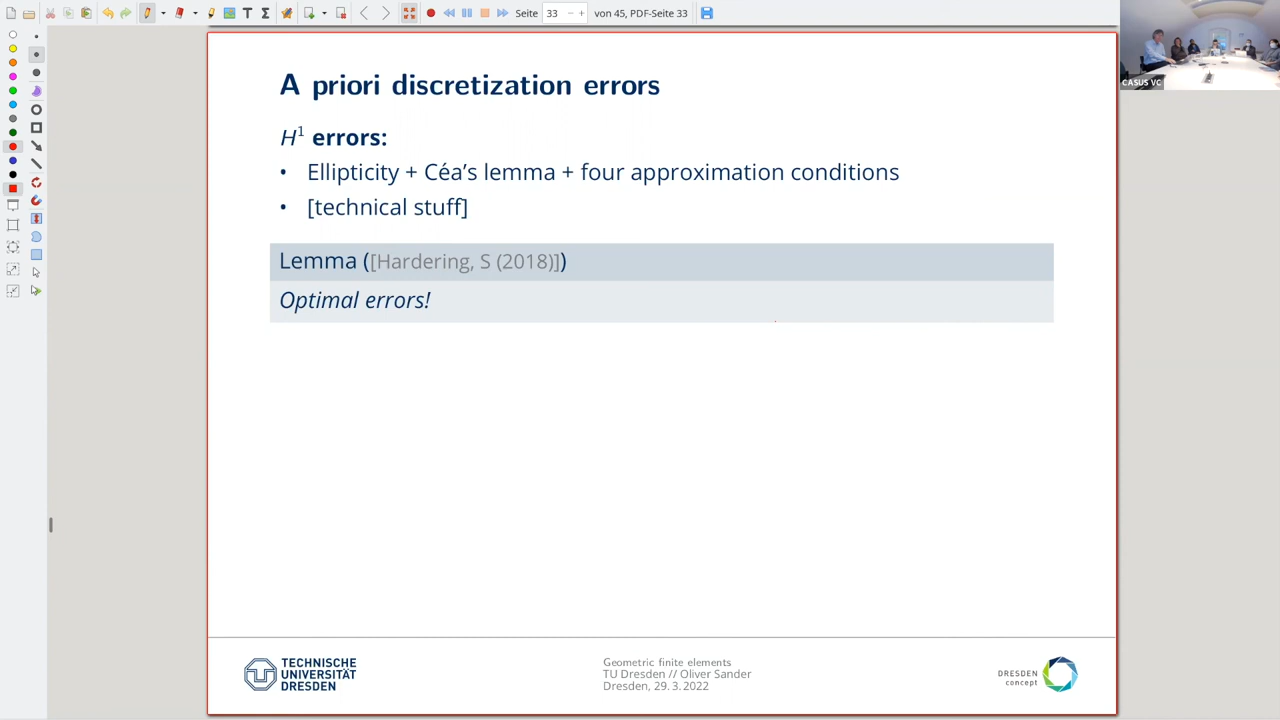 Seite 33 von 45, PDF-Seite 33
CASUS VC
A priori discretization errors
H¹ errors:
• Ellipticity + Céa's lemma + four approximation conditions
• [technical stuff]
Lemma ([Hardering, S (2018)])
Optimal errors!
TECHNISCHE
UNIVERSITÄT
DRESDEN
Geometric finite elements
TU Dresden // Oliver Sander
Dresden, 29. 3. 2022
DRESDEN
concept